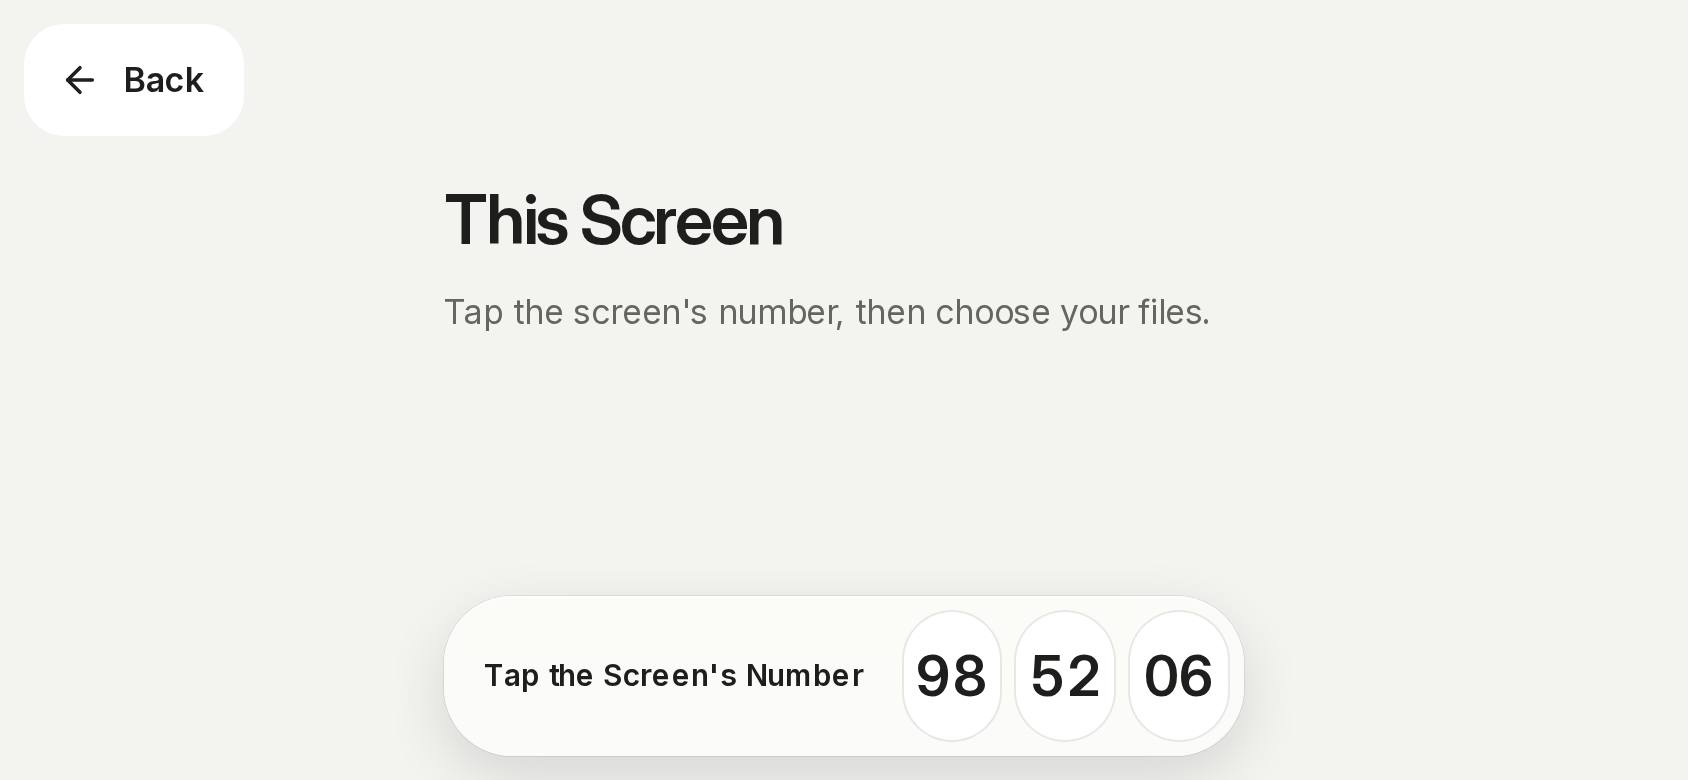 Back
This Screen
Tap the screen's number, then choose your files.
Tap the Screen's Number 98 52 06